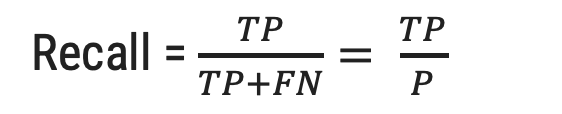 Recall = TP/TP+FN = TP/P